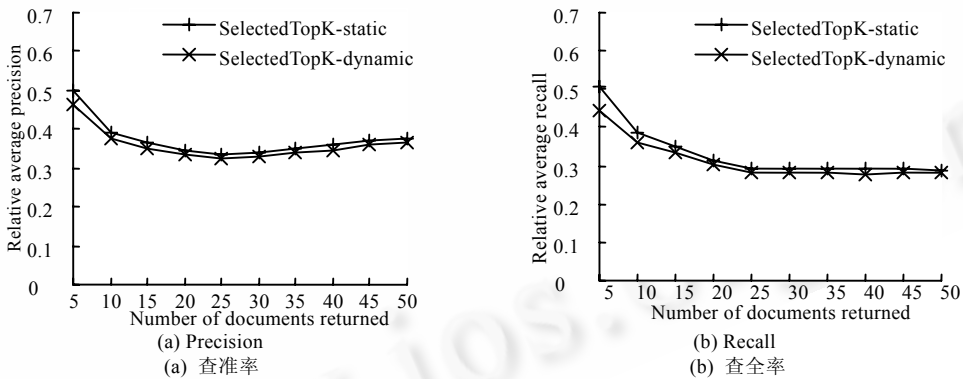 0.7
0.6
0.5
0.4
0.3
0.2
0.1
0
Relative average precision
SelectedTopK-static
SelectedTopK-dynamic
5 10 15 20 25 30 35 40 45 50
Number of documents returned
(a) Precision
(a) 查准率
0.7
0.6
0.5
0.4
0.3
0.2
0.1
0
Relative average recall
SelectedTopK-static
SelectedTopK-dynamic
5 10 15 20 25 30 35 40 45 50
Number of documents returned
(b) Recall
(b) 查全率